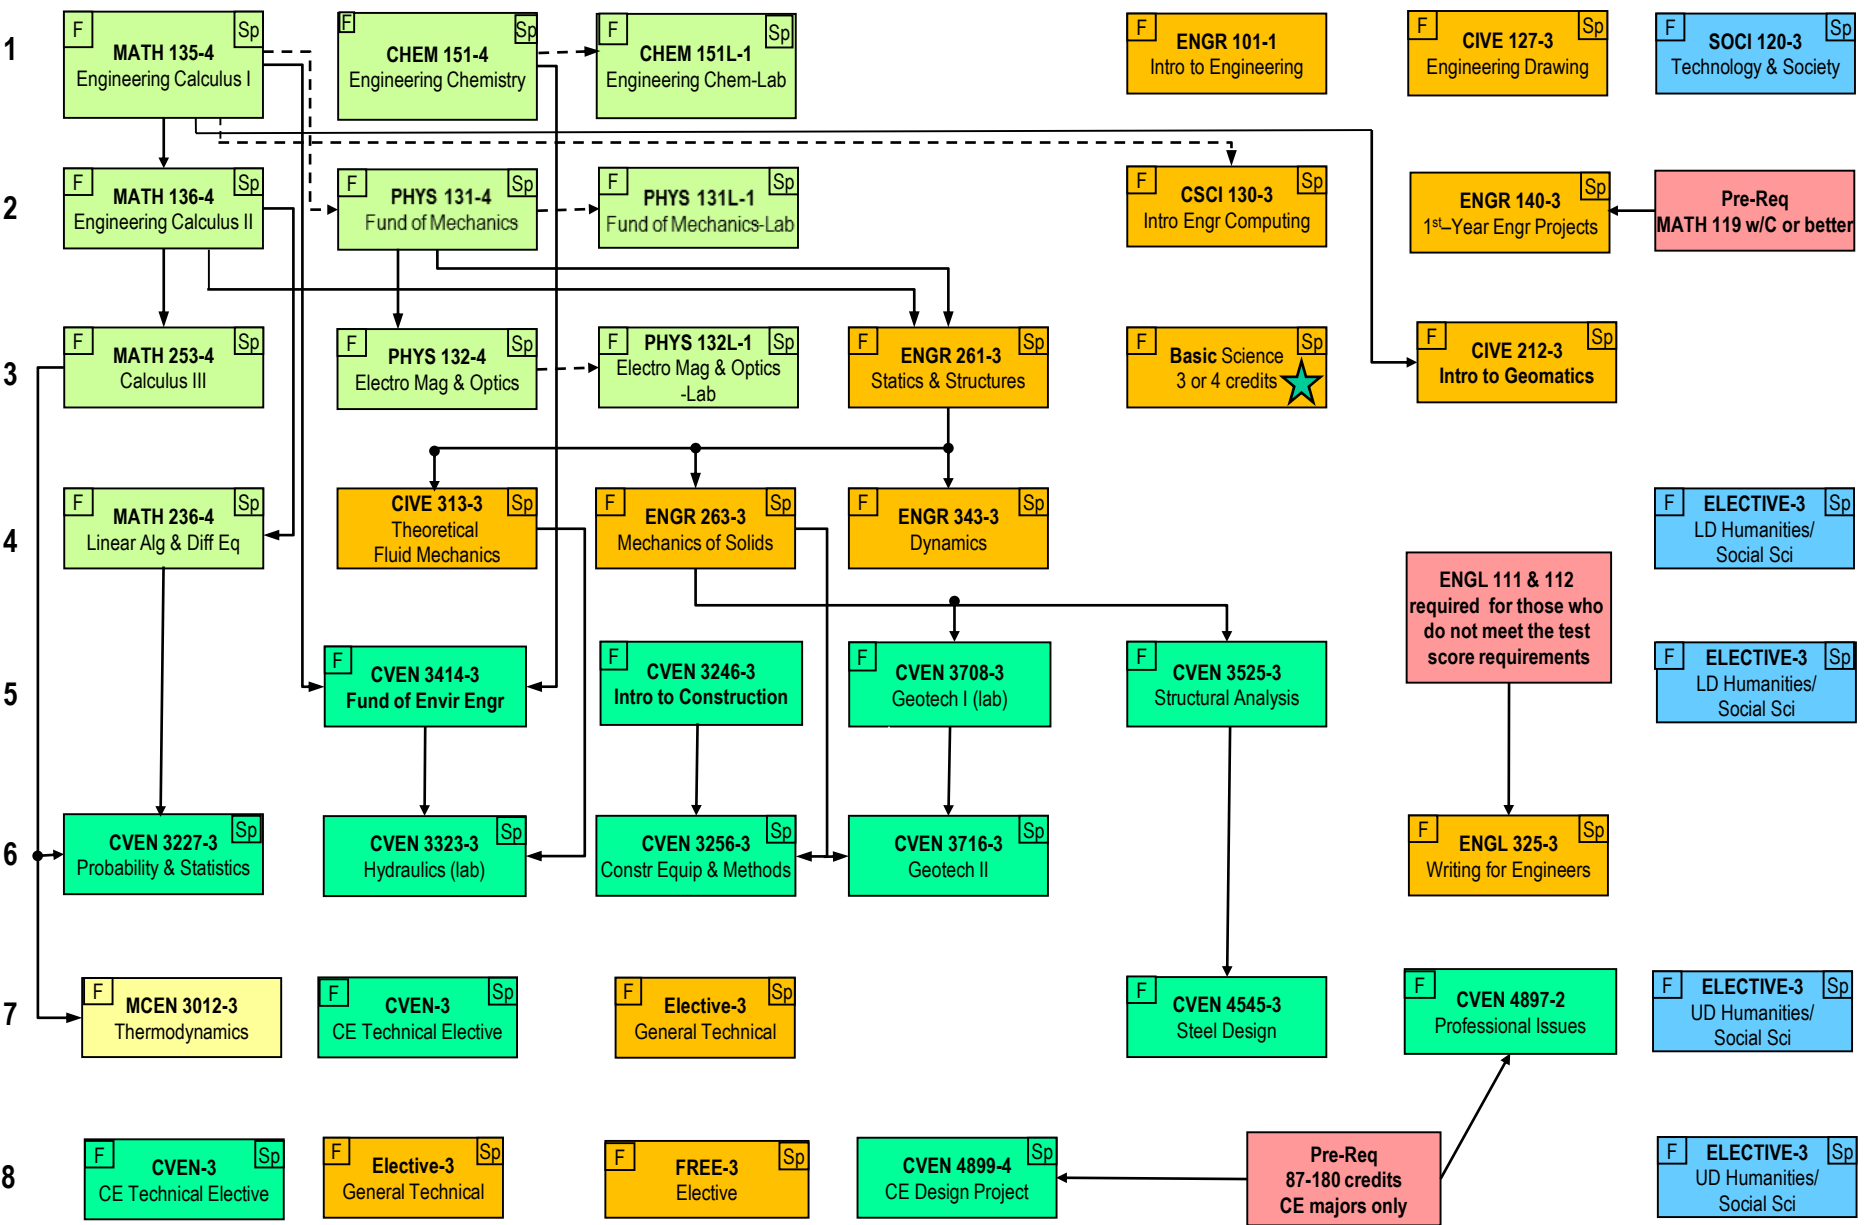 1
F
Sp
MATH 135-4
Engineering Calculus I
F
Sp
CHEM 151-4
Engineering Chemistry
F
Sp
CHEM 151L-1
Engineering Chem-Lab
F
ENGR 101-1
Intro to Engineering
F
Sp
CIVE 127-3
Engineering Drawing
F
Sp
SOCI 120-3
Technology & Society
2
F
Sp
MATH 136-4
Engineering Calculus II
F
Sp
PHYS 131-4
Fund of Mechanics
F
Sp
PHYS 131L-1
Fund of Mechanics-Lab
F
Sp
CSCI 130-3
Intro Engr Computing
Sp
ENGR 140-3
1st–Year Engr Projects
Pre-Req
MATH 119 w/C or better
3
F
Sp
MATH 253-4
Calculus III
F
Sp
PHYS 132-4
Electro Mag & Optics
F
Sp
PHYS 132L-1
Electro Mag & Optics
-Lab
F
Sp
ENGR 261-3
Statics & Structures
F
Sp
Basic Science
3 or 4 credits
F
Sp
CIVE 212-3
Intro to Geomatics
4
F
Sp
MATH 236-4
Linear Alg & Diff Eq
Sp
CIVE 313-3
Theoretical
Fluid Mechanics
F
Sp
ENGR 263-3
Mechanics of Solids
F
Sp
ENGR 343-3
Dynamics
F
Sp
ELECTIVE-3
LD Humanities/
Social Sci
ENGL 111 & 112
required for those who
do not meet the test
score requirements
5
F
CVEN 3414-3
Fund of Envir Engr
F
CVEN 3246-3
Intro to Construction
F
CVEN 3708-3
Geotech I (lab)
F
CVEN 3525-3
Structural Analysis
F
Sp
ELECTIVE-3
LD Humanities/
Social Sci
6
Sp
CVEN 3227-3
Probability & Statistics
Sp
CVEN 3323-3
Hydraulics (lab)
Sp
CVEN 3256-3
Constr Equip & Methods
Sp
CVEN 3716-3
Geotech II
F
Sp
ENGL 325-3
Writing for Engineers
7
F
MCEN 3012-3
Thermodynamics
F
Sp
CVEN-3
CE Technical Elective
F
Sp
Elective-3
General Technical
F
CVEN 4545-3
Steel Design
F
CVEN 4897-2
Professional Issues
F
Sp
ELECTIVE-3
UD Humanities/
Social Sci
8
F
Sp
CVEN-3
CE Technical Elective
F
Sp
Elective-3
General Technical
F
Sp
FREE-3
Elective
Sp
CVEN 4899-4
CE Design Project
Pre-Req
87-180 credits
CE majors only
F
Sp
ELECTIVE-3
UD Humanities/
Social Sci